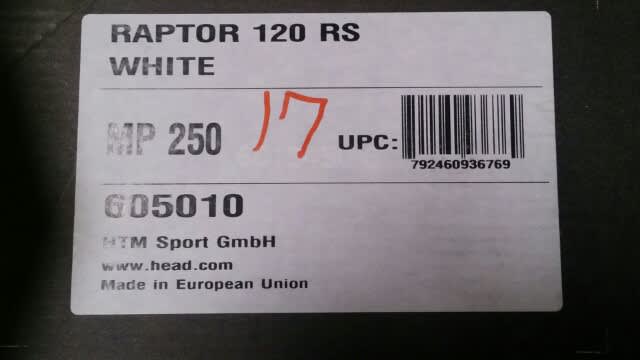 RAPTOR 120 RS
WHITE
MP 250 17 UPC:
792460936769
605010
HTM Sport GmbH
www.head.com
Made in European Union